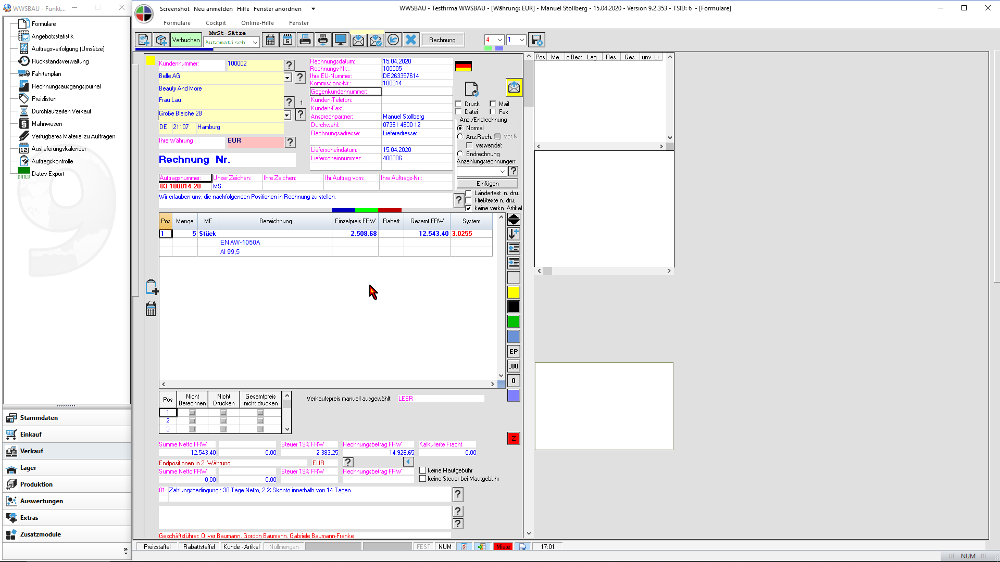 WWSBAU - Funkt...
Formulare
Angebotsstatistik
Auftragsverfolgung (Umsätze)
Rückstandsverwaltung
Fahrtenplan
Rechnungsausgangsjournal
Preislisten
Durchlaufzeiten Verkauf
Mahnwesen
Verfügbares Material zu Aufträgen
Auslieferungskalender
Auftragskontrolle
DATEV Datev-Export
Stammdaten
Einkauf
Verkauf
Lager
Produktion
Auswertungen
Extras
Zusatzmodule
Screenshot Neu anmelden Hilfe Fenster anordnen
WWSBAU - Testfirma WWSBAU - [Währung: EUR] - Manuel Stollberg - 15.04.2020 - Version 9.2.353 - TSID: 6 - [Formulare]
Formulare Cockpit Online-Hilfe Fenster
Verbuchen
MwSt-Sätze
Automatisch
Rechnung
4 1
Kundennummer: 100002 ?
Belle AG ?
Beauty And More
Frau Lau ? 1
Große Bleiche 28 ?
DE 21107 Hamburg
Ihre Währung : EUR ?
Rechnung Nr.
Rechnungsdatum: 15.04.2020
Rechnungs-Nr.: 100005
Ihre EU-Nummer: DE263357614
Kommissions-Nr.: 100014
Gegenkundennummer:
Kunden-Telefon:
Kunden-Fax:
Ansprechpartner: Manuel Stollberg
Durchwahl: 07361 4600 12
Rechnungsadresse: Lieferadresse:
Lieferscheindatum: 15.04.2020
Lieferscheinnummer: 400006
Druck Mail
Datei Fax
Anz./Endrechnung
Normal
Anz.Rech. Vor.K
verwendet
Endrechnung
Anzahlungsrechnungen:
?
Einfügen
Ländertext n. dru.
Fließtexte n. dru.
keine verkn. Artikel
Auftragsnummer: Unser Zeichen: Ihre Zeichen: Ihr Auftrag vom: Ihre Auftrags-Nr.:
03 100014 20 MS
Wir erlauben uns, die nachfolgenden Positionen in Rechnung zu stellen. ?
Pos Menge ME Bezeichnung Einzelpreis FRW Rabatt Gesamt FRW System
1 5 Stück 2.508,68 12.543,40 3.0255
EN AW-1050A
Al 99,5
EP
,00
0
Z
Pos Nicht Berechnen Nicht Drucken Gesamtpreis nicht drucken
1
2
3
Verkaufspreis manuell ausgewählt: LEER
Summe Netto FRW Steuer 19% FRW Rechnungsbetrag FRW Kalkulierte Fracht
12.543,40 0,00 2.383,25 14.926,65 0,00
Endpositionen in 2. Währung EUR ?
Summe Netto FRW Steuer 19% FRW Rechnungsbetrag FRW
0,00 0,00
keine Mautgebühr
keine Steuer bei Mautgebühr
01 Zahlungsbedingung : 30 Tage Netto, 2 % Skonto innerhalb von 14 Tagen ?
?
?
Geschäftsführer: Oliver Baumann, Gordon Baumann, Gabriele Baumann-Franke
Pos Me. o.Best Lag. Res. Ges. unv. Li.
Preisstaffel Rabattstaffel Kunde - Artikel Nullmengen FEST NUM Miete 17:01
UF NUM RF